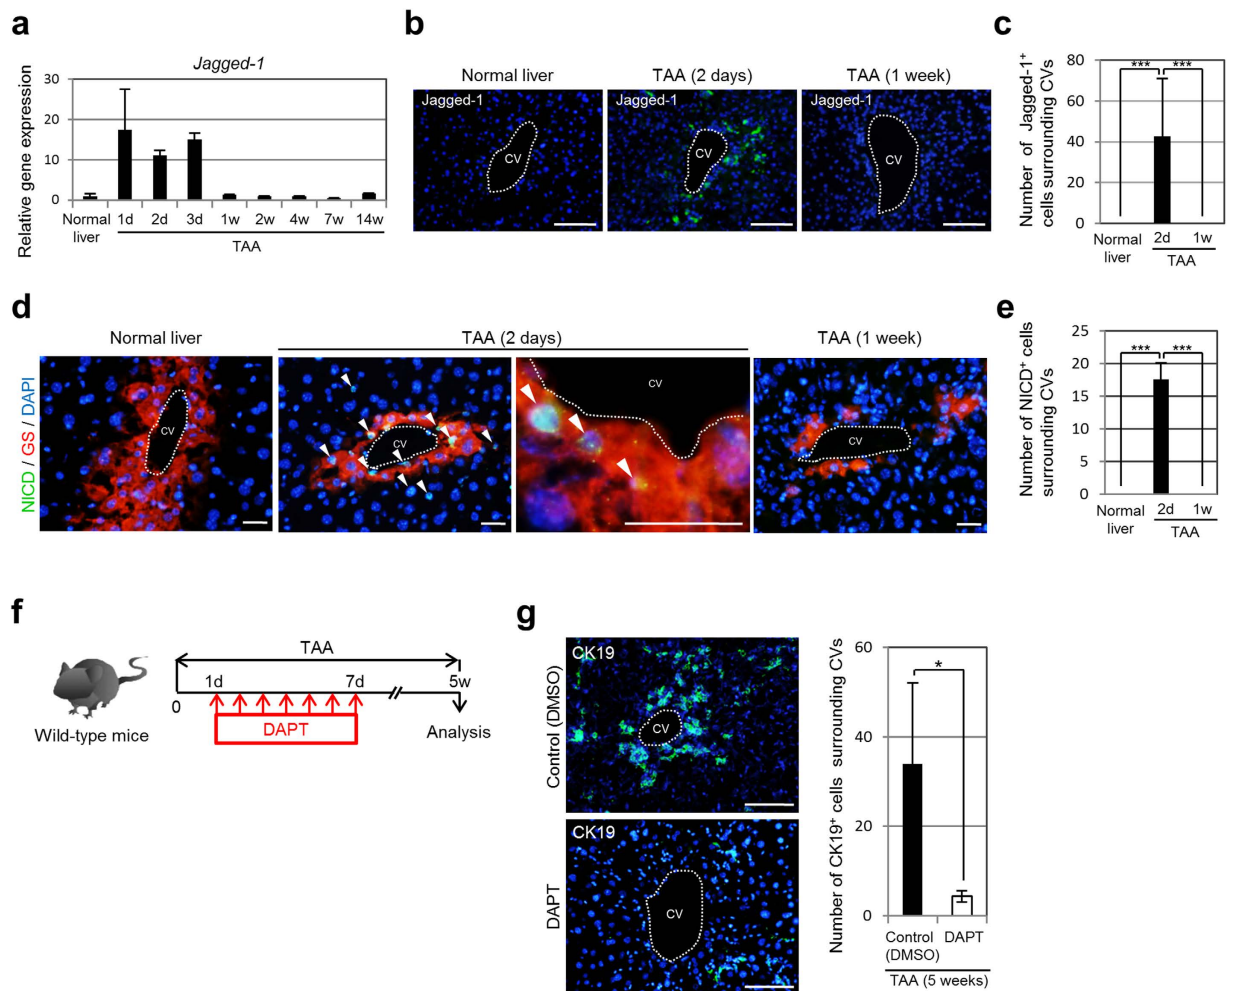 a
Jagged-1
Relative gene expression
30
20
10
0
Normal liver
1d 2d 3d 1w 2w 4w 7w 14w
TAA
b
Normal liver
TAA (2 days)
TAA (1 week)
Jagged-1
Jagged-1
Jagged-1
CV
CV
CV
c
Number of Jagged-1+
cells surrounding CVs
80
60
40
20
0
*** ***
Normal liver
2d 1w
TAA
d
Normal liver
TAA (2 days)
TAA (1 week)
NICD / GS / DAPI
CV
CV
CV
CV
e
Number of NICD+ cells
surrounding CVs
25
20
15
10
5
0
*** ***
Normal liver
2d 1w
TAA
f
TAA
1d 7d 5w
0
DAPT
Wild-type mice
Analysis
g
Control (DMSO)
CK19
CV
DAPT
CK19
CV
Number of CK19+ cells surrounding CVs
60
40
20
0
*
Control
(DMSO)
DAPT
TAA (5 weeks)